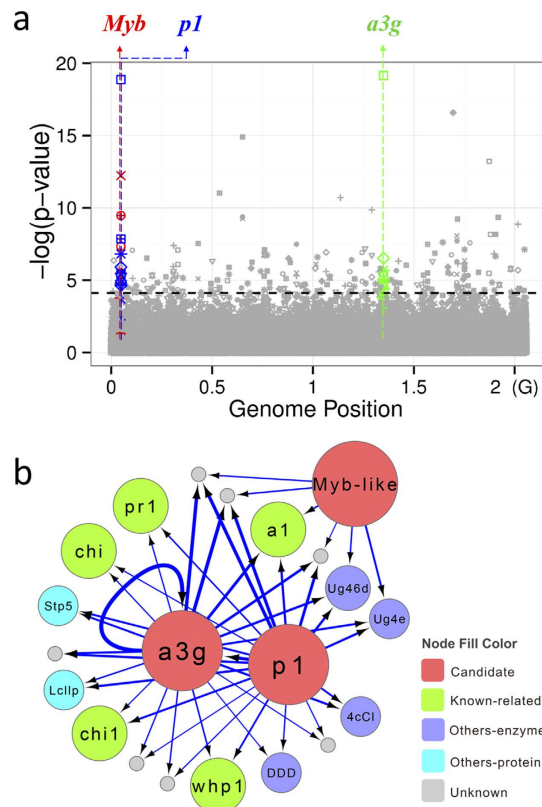 a
Myb p1 a3g
20
15
10
5
0
−log(p−value)
0 0.5 1 1.5 2 (G)
Genome Position
b
Myb-like
pr1
a1
chi
Ug46d
Stp5
Ug4e
a3g
p1
Node Fill Color
Candidate
Lcllp
Known-related
4cCl
Others-enzyme
chi1
Others-protein
whp1
DDD
Unknown